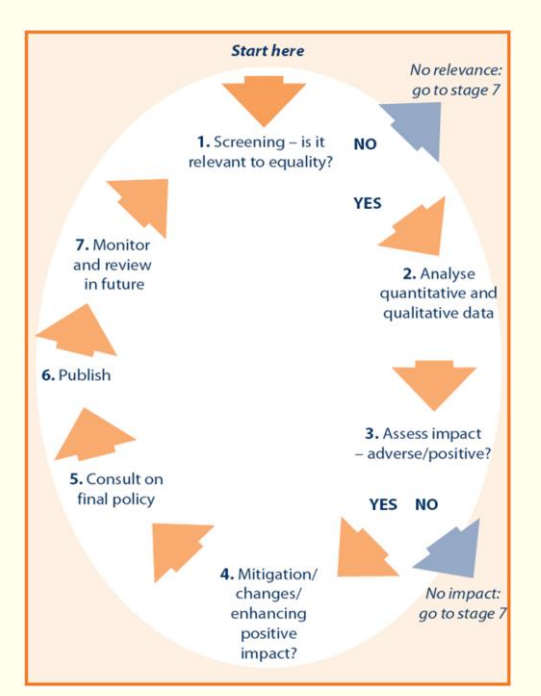 Start here
No relevance:
go to stage 7
1. Screening – is it
relevant to equality?
NO
YES
2. Analyse
quantitative and
qualitative data
3. Assess impact
– adverse/positive?
YES NO
No impact:
go to stage 7
4. Mitigation/
changes/
enhancing
positive
impact?
5. Consult on
final policy
6. Publish
7. Monitor
and review
in future